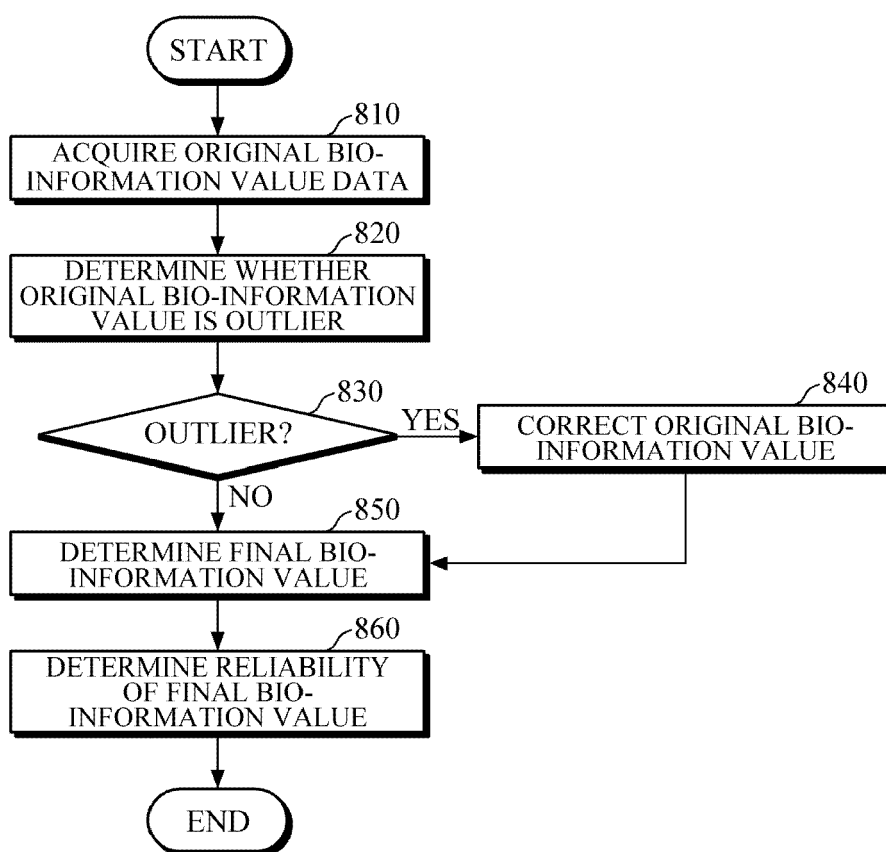 START
810
ACQUIRE ORIGINAL BIO-
INFORMATION VALUE DATA
820
DETERMINE WHETHER
ORIGINAL BIO-INFORMATION
VALUE IS OUTLIER
830
OUTLIER?
YES
840
CORRECT ORIGINAL BIO-
INFORMATION VALUE
NO
850
DETERMINE FINAL BIO-
INFORMATION VALUE
860
DETERMINE RELIABILITY
OF FINAL BIO-
INFORMATION VALUE
END